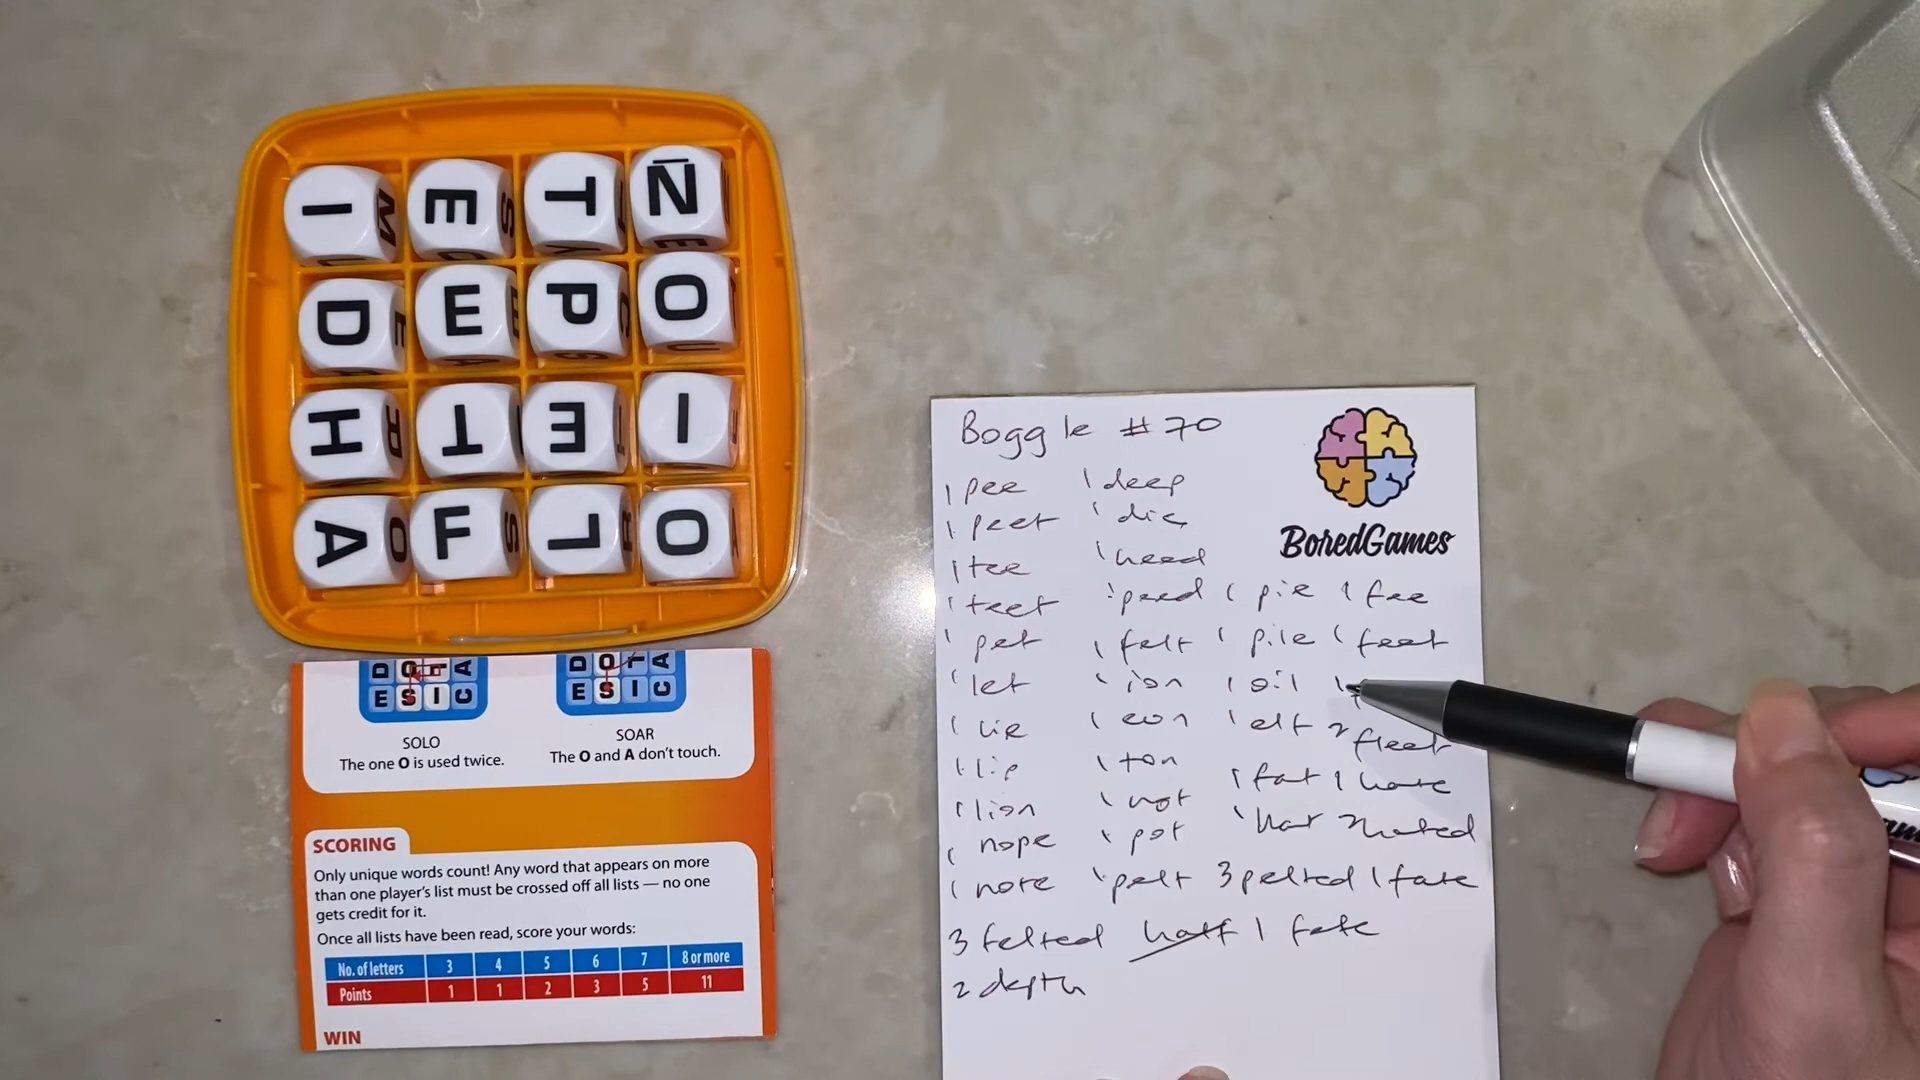 I E T N
D E P O
H T E I
A F L O
Boggle #70
BoredGames
1 pee 1 deep
1 peet 1 die
1 tee 1 heed
1 teet 1 peed 1 pie 1 fee
1 pet 1 felt 1 pile 1 feet
1 let 1 ion 1 oil 1
1 lie 1 eon 1 elf 2 fleet
1 lip 1 ton 1 fat 1 hate
1 lion 1 not 1 hat 2 hated
1 nope 1 pot
1 note 1 pelt 3 pelted 1 fate
3 felted half 1 fete
2 depth
E D O S T I A C
E D O S T I A C
SOLO
The one O is used twice.
SOAR
The O and A don't touch.
SCORING
Only unique words count! Any word that appears on more
than one player's list must be crossed off all lists — no one
gets credit for it.
Once all lists have been read, score your words:
No. of letters 3 4 5 6 7 8 or more
Points 1 1 2 3 5 11
WIN